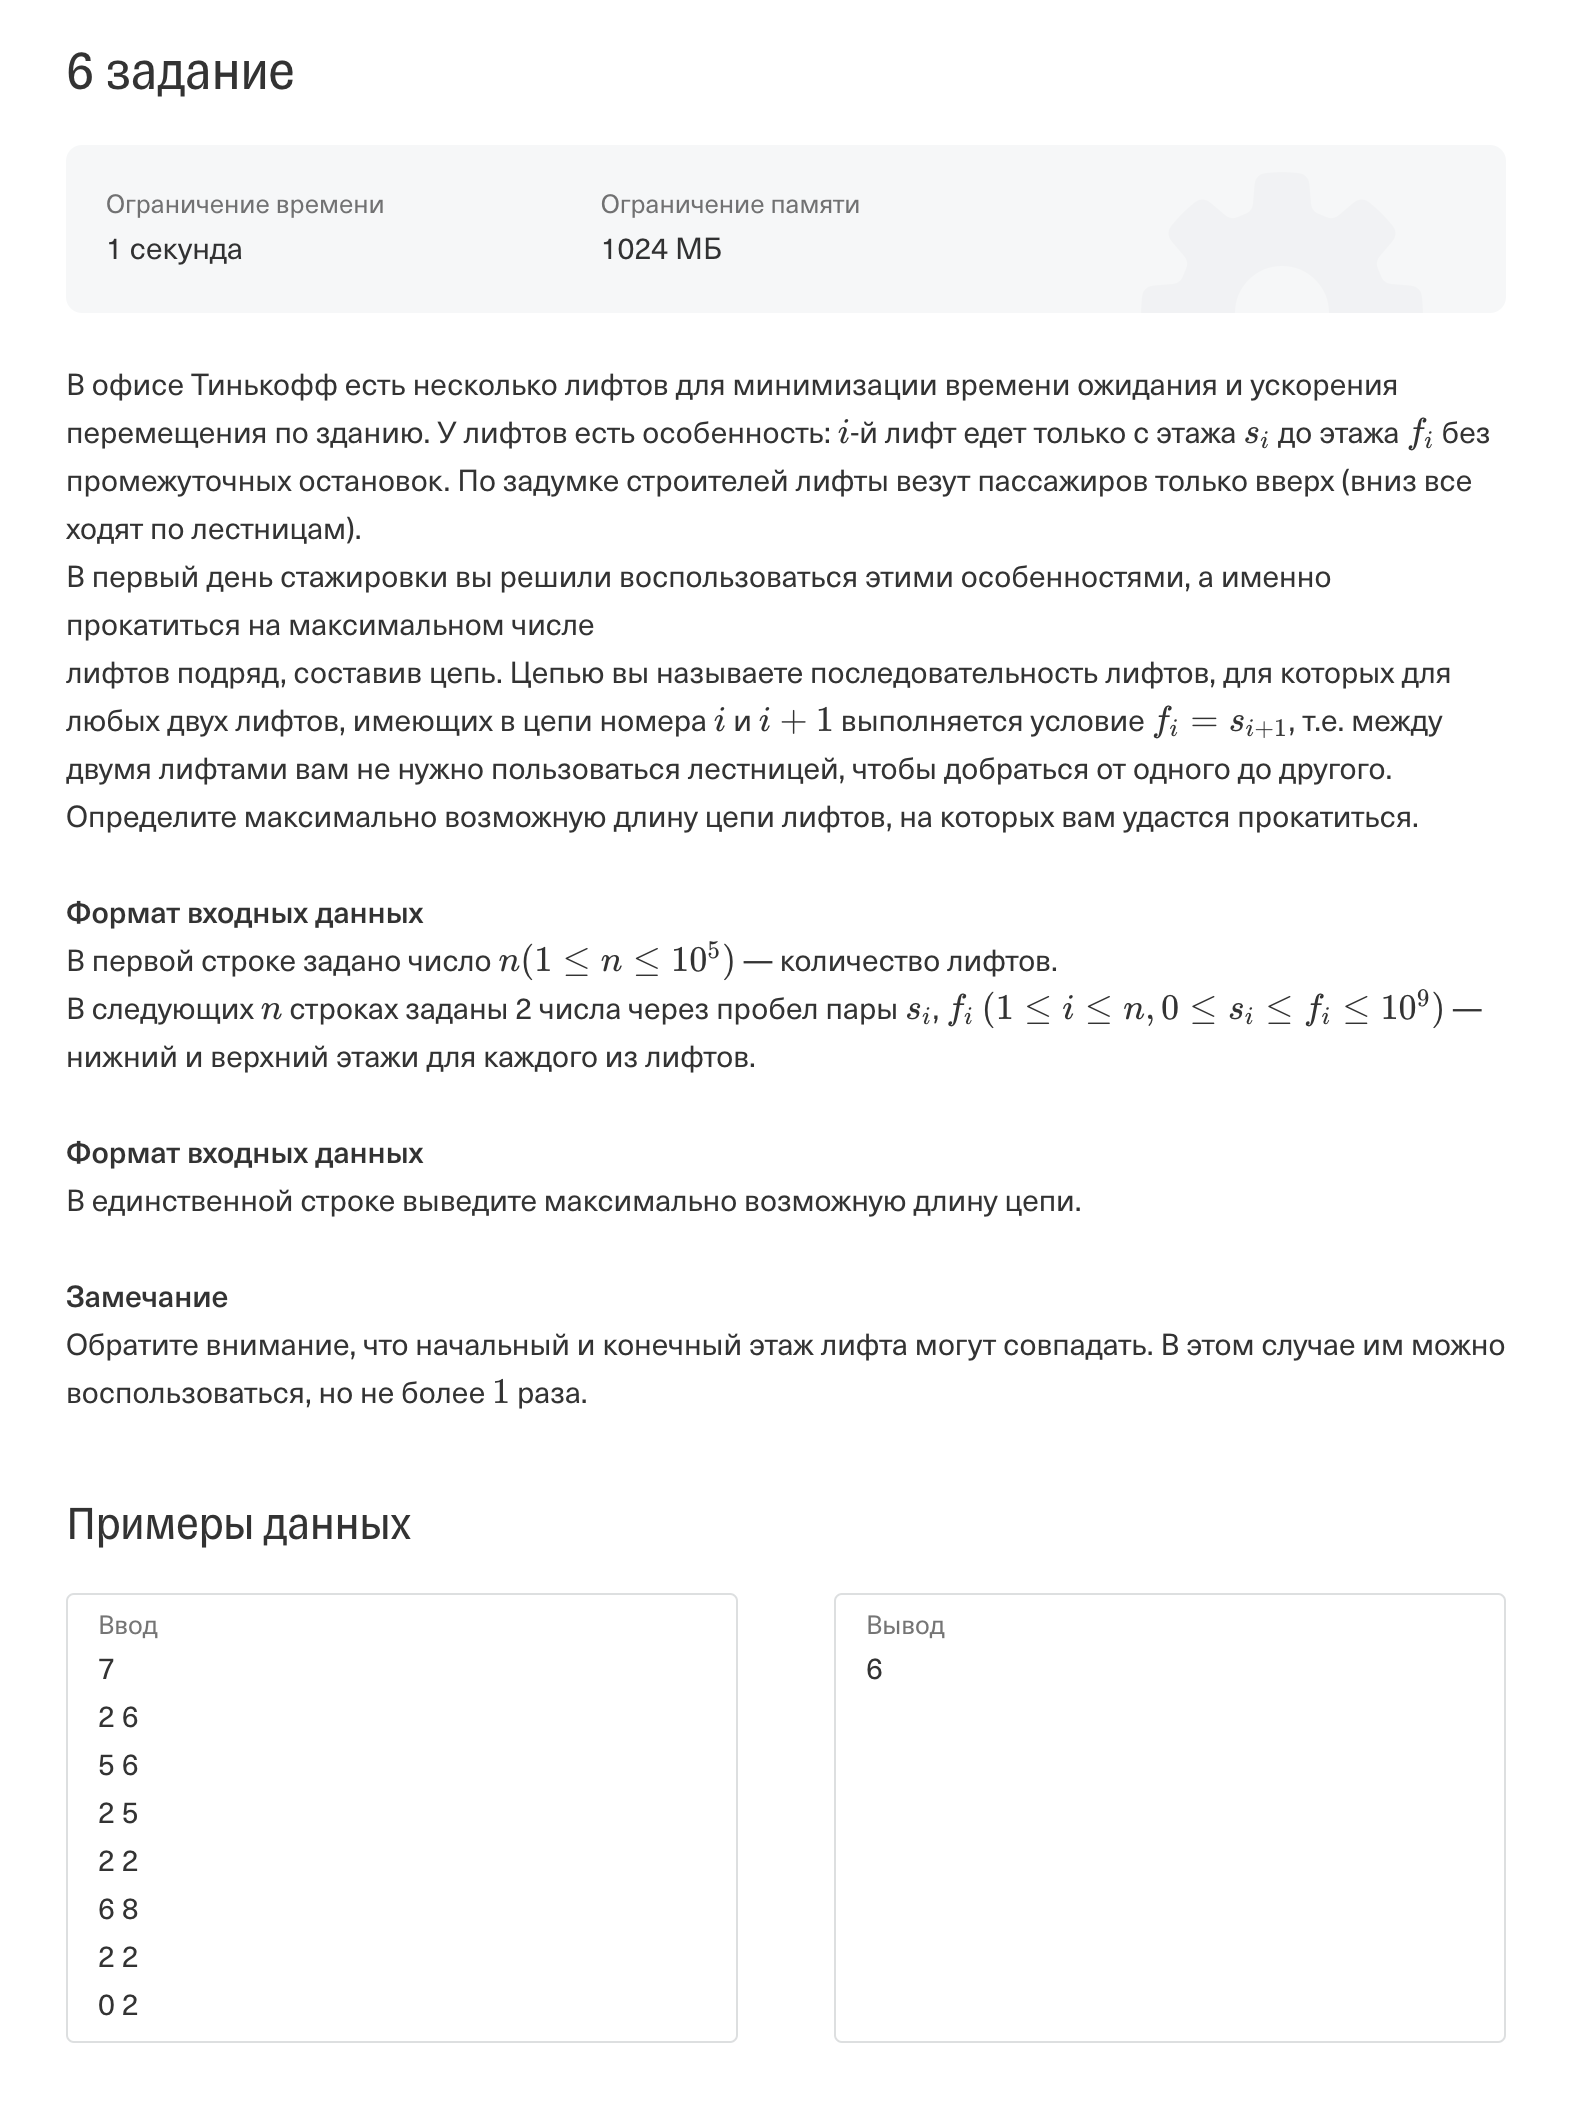 6 задание
Ограничение времени
Ограничение памяти
1 секунда
1024 МБ
В офисе Тинькофф есть несколько лифтов для минимизации времени ожидания и ускорения
перемещения по зданию. У лифтов есть особенность: i-й лифт едет только с этажа s_i до этажа f_i без
промежуточных остановок. По задумке строителей лифты везут пассажиров только вверх (вниз все
ходят по лестницам).
В первый день стажировки вы решили воспользоваться этими особенностями, а именно
прокатиться на максимальном числе
лифтов подряд, составив цепь. Цепью вы называете последовательность лифтов, для которых для
любых двух лифтов, имеющих в цепи номера i и i + 1 выполняется условие f_i = s_{i+1}, т.е. между
двумя лифтами вам не нужно пользоваться лестницей, чтобы добраться от одного до другого.
Определите максимально возможную длину цепи лифтов, на которых вам удастся прокатиться.
Формат входных данных
В первой строке задано число n(1 ≤ n ≤ 10^5) — количество лифтов.
В следующих n строках заданы 2 числа через пробел пары s_i, f_i (1 ≤ i ≤ n, 0 ≤ s_i ≤ f_i ≤ 10^9) —
нижний и верхний этажи для каждого из лифтов.
Формат входных данных
В единственной строке выведите максимально возможную длину цепи.
Замечание
Обратите внимание, что начальный и конечный этаж лифта могут совпадать. В этом случае им можно
воспользоваться, но не более 1 раза.
Примеры данных
Ввод
7
2 6
5 6
2 5
2 2
6 8
2 2
0 2
Вывод
6